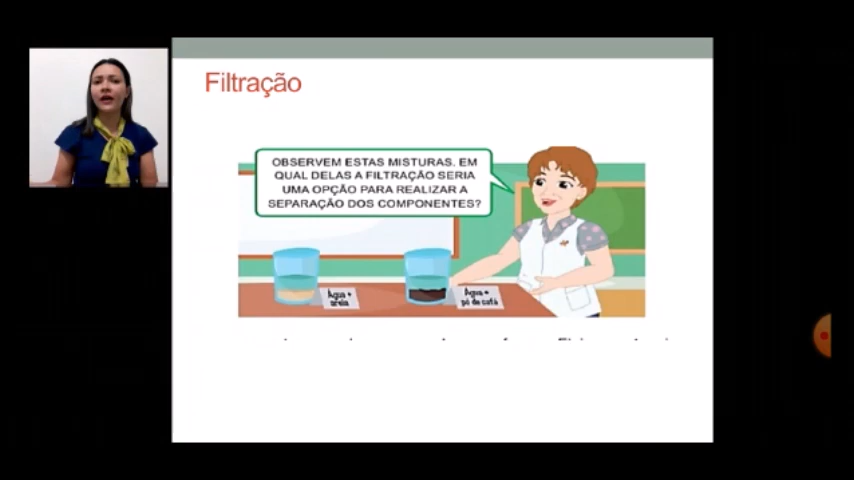 Filtração
OBSERVEM ESTAS MISTURAS. EM
QUAL DELAS A FILTRAÇÃO SERIA
UMA OPÇÃO PARA REALIZAR A
SEPARAÇÃO DOS COMPONENTES?
Água +
areia
Água +
pó de café